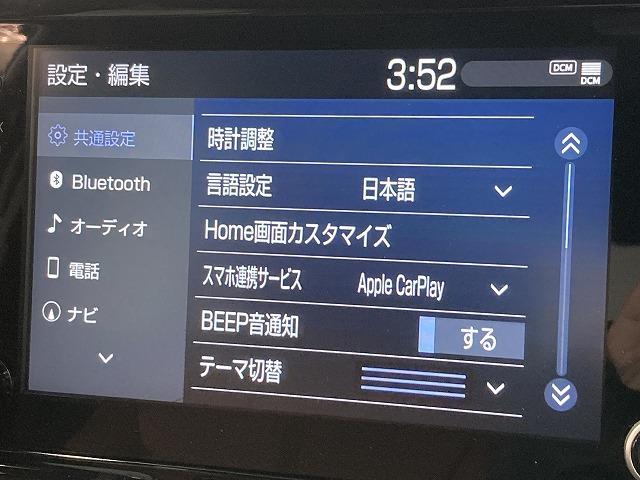 設定・編集
3:52
DCM
DCM
共通設定
Bluetooth
オーディオ
電話
ナビ
時計調整
言語設定 日本語
Home画面カスタマイズ
スマホ連携サービス Apple CarPlay
BEEP音通知 する
テーマ切替